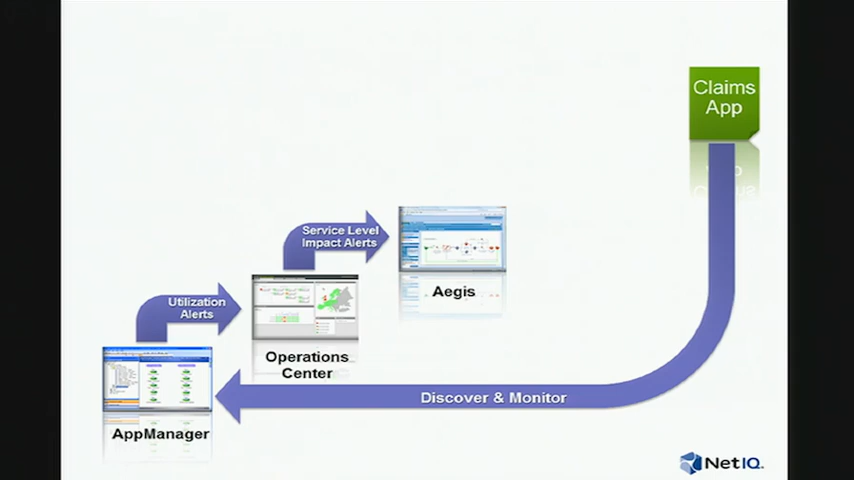 Claims
App
Service Level
Impact Alerts
Aegis
Utilization
Alerts
Operations
Center
Discover & Monitor
AppManager
NetIQ.